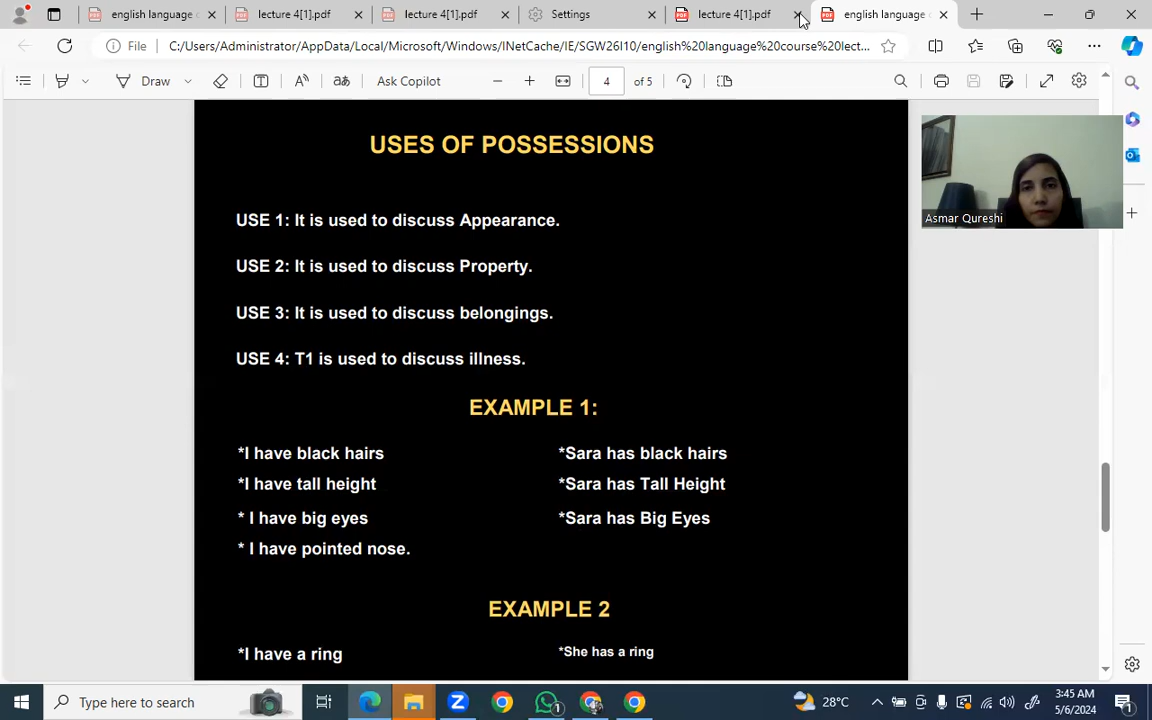 english language c
lecture 4[1].pdf
lecture 4[1].pdf
Settings
lecture 4[1].pdf
english language
File
C:/Users/Administrator/AppData/Local/Microsoft/Windows/INetCache/IE/SGW26I10/english%20language%20course%20lect...
Draw
aあ
Ask Copilot
4
of 5
USES OF POSSESSIONS
Asmar Qureshi
USE 1: It is used to discuss Appearance.
USE 2: It is used to discuss Property.
USE 3: It is used to discuss belongings.
USE 4: T1 is used to discuss illness.
EXAMPLE 1:
*I have black hairs
*Sara has black hairs
*I have tall height
*Sara has Tall Height
* I have big eyes
*Sara has Big Eyes
* I have pointed nose.
EXAMPLE 2
*I have a ring
*She has a ring
Type here to search
1
28°C
3:45 AM
5/6/2024
1